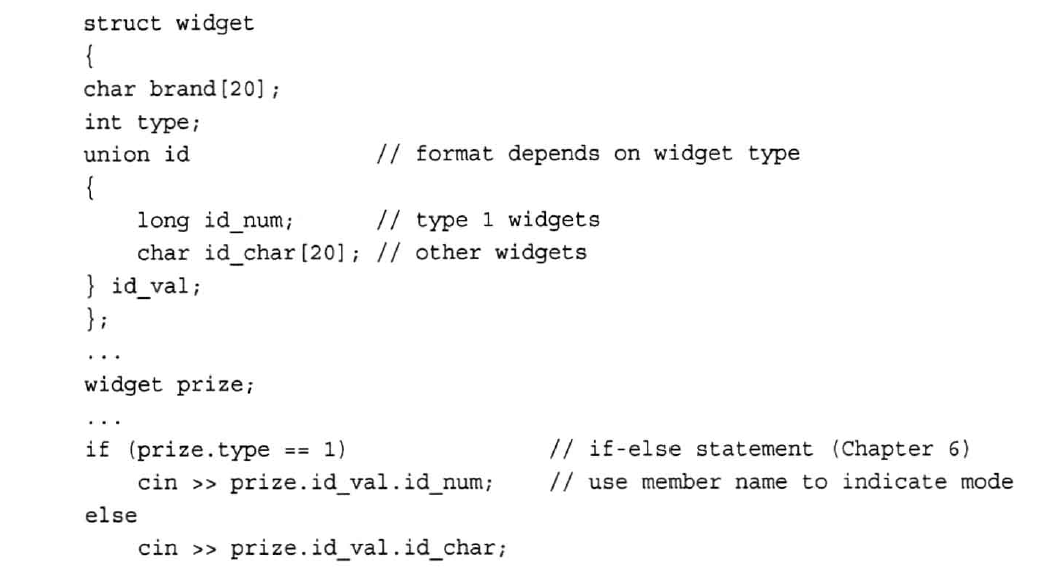 struct widget
{
char brand[20];
int type;
union id                // format depends on widget type
{
    long id_num;       // type 1 widgets
    char id_char[20]; // other widgets
} id_val;
};
...
widget prize;
...
if (prize.type == 1)                // if-else statement (Chapter 6)
    cin >> prize.id_val.id_num;    // use member name to indicate mode
else
    cin >> prize.id_val.id_char;